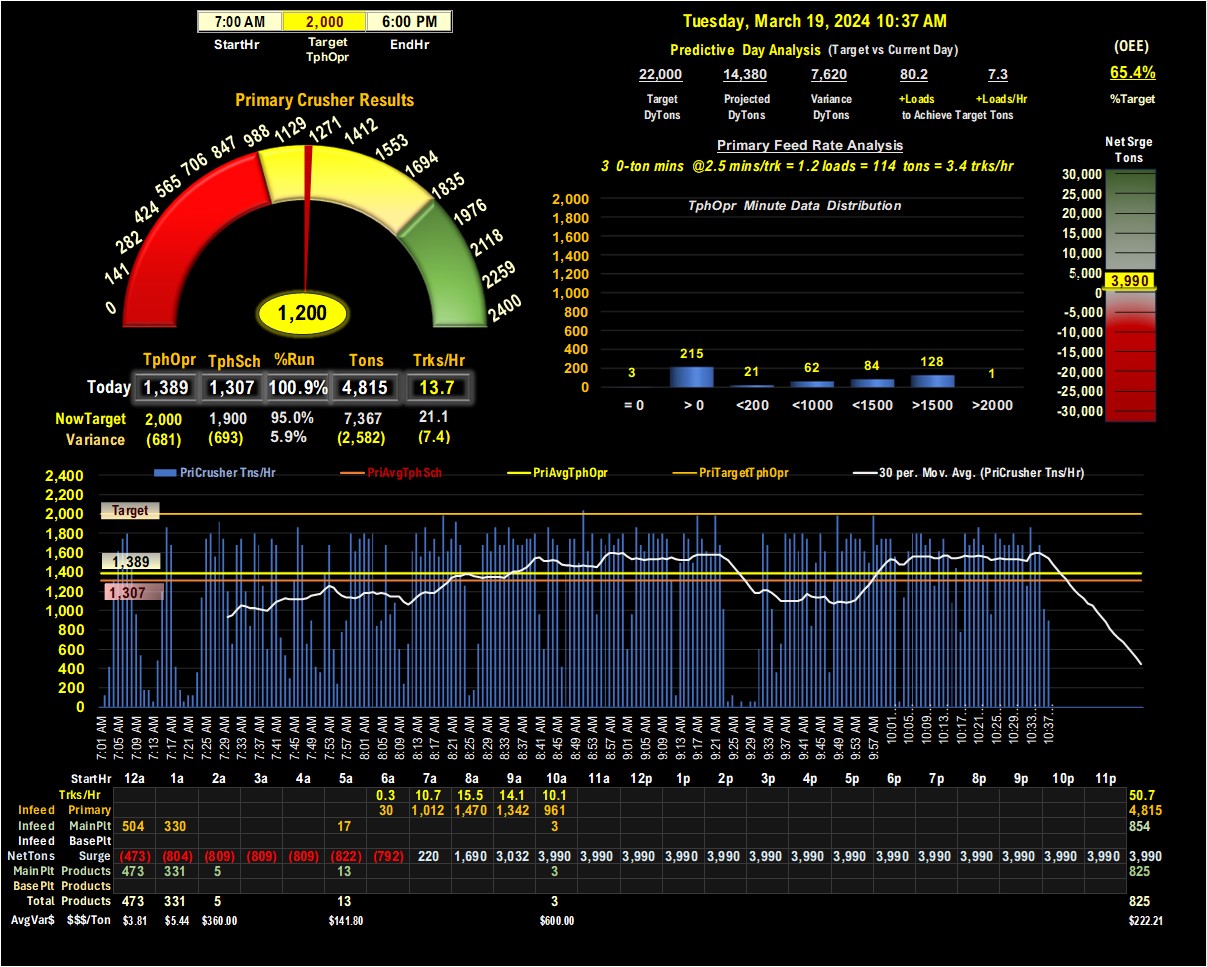 7:00 AM 2,000 6:00 PM
StartHr Target TphOpr EndHr
Tuesday, March 19, 2024 10:37 AM
Predictive Day Analysis (Target vs Current Day)
(OEE)
22,000 14,380 7,620 80.2 7.3
65.4%
Target DyTons Projected DyTons Variance DyTons +Loads +Loads/Hr to Achieve Target Tons
%Target
Primary Crusher Results
0 141 282 424 565 706 847 988 1129 1271 1412 1553 1694 1835 1976 2118 2259 2400
1,200
Primary Feed Rate Analysis
3 0-ton mins @2.5 mins/trk = 1.2 loads = 114 tons = 3.4 trks/hr
TphOpr Minute Data Distribution
2,000
1,800
1,600
1,400
1,200
1,000
800
600
400
200
0
3 215 21 62 84 128 1
= 0 > 0 <200 <1000 <1500 >1500 >2000
Net Srge
Tons
30,000
25,000
20,000
15,000
10,000
5,000
3,990
0
-5,000
-10,000
-15,000
-20,000
-25,000
-30,000
TphOpr TphSch %Run Tons Trks/Hr
Today 1,389 1,307 100.9% 4,815 13.7
NowTarget 2,000 1,900 95.0% 7,367 21.1
Variance (681) (693) 5.9% (2,582) (7.4)
PriCrusher Tns/Hr PriAvgTphSch PriAvgTphOpr PriTargetTphOpr 30 per. Mov. Avg. (PriCrusher Tns/Hr)
2,400
2,200
2,000
1,800
1,600
1,400
1,200
1,000
800
600
400
200
0
Target
1,389
1,307
7:01 AM 7:05 AM 7:09 AM 7:13 AM 7:17 AM 7:21 AM 7:25 AM 7:29 AM 7:33 AM 7:37 AM 7:41 AM 7:45 AM 7:49 AM 7:53 AM 7:57 AM 8:01 AM 8:05 AM 8:09 AM 8:13 AM 8:17 AM 8:21 AM 8:25 AM 8:29 AM 8:33 AM 8:37 AM 8:41 AM 8:45 AM 8:49 AM 8:53 AM 8:57 AM 9:01 AM 9:05 AM 9:09 AM 9:13 AM 9:17 AM 9:21 AM 9:25 AM 9:29 AM 9:33 AM 9:37 AM 9:41 AM 9:45 AM 9:49 AM 9:53 AM 9:57 AM 10:01... 10:05... 10:09... 10:13... 10:17... 10:21... 10:25... 10:29... 10:33... 10:37...
StartHr 12a 1a 2a 3a 4a 5a 6a 7a 8a 9a 10a 11a 12p 1p 2p 3p 4p 5p 6p 7p 8p 9p 10p 11p
Trks/Hr 0.3 10.7 15.5 14.1 10.1 50.7
Infeed Primary 30 1,012 1,470 1,342 961 4,815
Infeed MainPlt 504 330 17 3 854
Infeed BasePlt
NetTons Surge (473) (804) (809) (809) (809) (822) (792) 220 1,690 3,032 3,990 3,990 3,990 3,990 3,990 3,990 3,990 3,990 3,990 3,990 3,990 3,990 3,990 3,990 3,990
MainPlt Products 473 331 5 13 3 825
BasePlt Products
Total Products 473 331 5 13 3 825
AvgVar$ $$$/Ton $3.81 $5.44 $360.00 $141.80 $600.00 $222.21